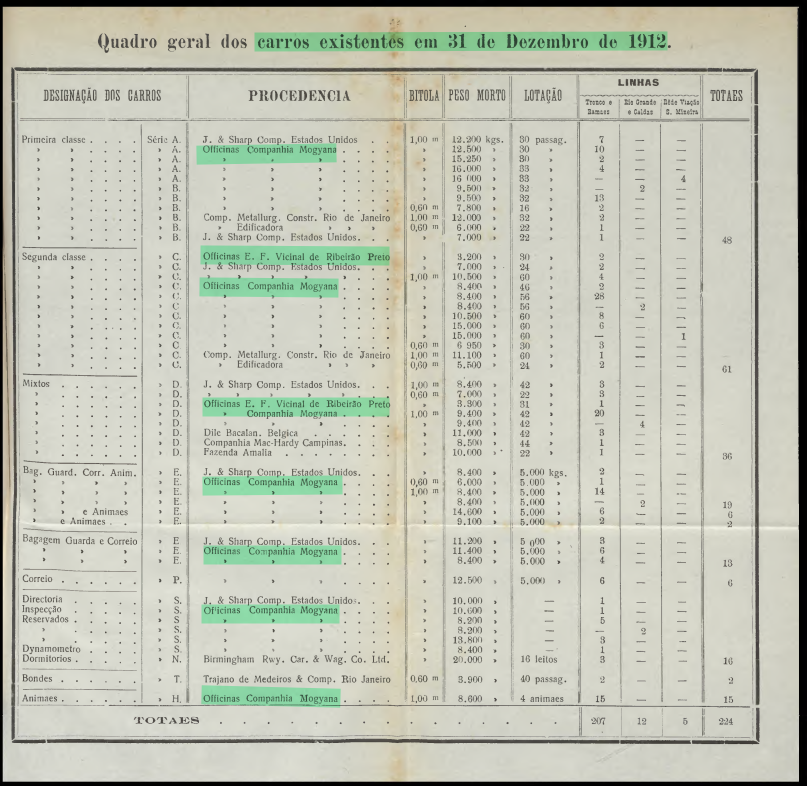 Quadro geral dos carros existentes em 31 de Dezembro de 1912.
DESIGNAÇÃO DOS CARROS PROCEDENCIA BITOLA PESO MORTO LOTAÇÃO LINHAS TOTAES
Tronco e Ramaes Rio Grande e Caldas Rêde Viação S. Mineira
Primeira classe . . . . . Série A. J. & Sharp Comp. Estados Unidos . . 1,00 m 12.200 kgs. 30 passag. 7 — —
» » . . . . . » A. Officinas Companhia Mogyana . . . . » 12,500 » 30 » 10 — —
» » . . . . . » A. » » » . . . . » 15.250 » 30 » 2 — —
» » . . . . . » A. » » » . . . . » 16.000 » 33 » 4 — —
» » . . . . . » A. » » » . . . . » 16 000 » 33 » — — 4
» » . . . . . » B. » » » . . . . » 9,500 » 32 » — 2 —
» » . . . . . » B. » » » . . . . » 9,500 » 32 » 13 — —
» » . . . . . » B. » » » . . . . 0,60 m 7.800 » 16 » 2 — —
» » . . . . . » B. Comp. Metallurg. Constr. Rio de Janeiro 1,00 m 12,000 » 32 » 2 — —
» » . . . . . » B. » Edificadora » » » 0,60 m 6.000 » 22 » 1 — —
» » . . . . . » B. J. & Sharp Comp. Estados Unidos. . . » 7,000 » 22 » 1 — — 48
Segunda classe . . . . . » C. Officinas E. F. Vicinal de Ribeirão Preto » 3.200 » 30 » 2 — —
» » . . . . . » C. J. & Sharp Comp. Estados Unidos. . . » 7,000 » 24 » 2 — —
» » . . . . . » C. » » » » » . . 1,00 m 10,500 » 60 » 4 — —
» » . . . . . » C. Officinas Companhia Mogyana . . . . » 8.400 » 46 » 2 — —
» » . . . . . » C. » » » . . . . » 8.400 » 56 » 28 — —
» » . . . . . » C » » » . . . . » 8.400 » 56 » — 2 —
» » . . . . . » C. » » » . . . . » 10.500 » 60 » 8 — —
» » . . . . . » C. » » » . . . . » 15,000 » 60 » 6 — —
» » . . . . . » C. » » » . . . . » 15.000 » 60 » — — 1
» » . . . . . » C » » » . . . . 0,60 m 6 950 » 30 » 3 — —
» » . . . . . » C. Comp. Metallurg. Constr. Rio de Janeiro 1,00 m 11.100 » 60 » 1 — —
» » . . . . . » C. » Edificadora » » » 0,60 m 5,500 » 24 » 2 — — 61
Mixtos . . . . . . . » D. J. & Sharp Comp. Estados Unidos. . . 1,00 m 8.400 » 42 » 3 — —
» . . . . . . . » D. » » » » » . . 0,60 m 7,000 » 22 » 3 — —
» . . . . . . . » D. Officinas E. F. Vicinal de Ribeirão Preto » 3.300 » 31 » 1 — —
» . . . . . . . » D. » Companhia Mogyana . . . . 1,00 m 9,400 » 42 » 20 — —
» . . . . . . . » D. » » » . . . . » 9,400 » 42 » — 4 —
» . . . . . . . » D. Dile Bacalan. Belgica . . . . . . » 11,000 » 42 » 3 — —
» . . . . . . . » D. Companhia Mac-Hardy Campinas. . . » 8,500 » 44 » 1 — —
» . . . . . . . » D. Fazenda Amalia . . . . . . . » 10,000 » 22 » 1 — — 36
Bag. Guard. Corr. Anim. » E. J. & Sharp Comp. Estados Unidos. . . » 8.400 » 5,000 kgs. 2 — —
» » » » » E. Officinas Companhia Mogyana . . . . 0,60 m 6,000 » 5,000 » 1 — —
» » » » » E. » » » . . . . 1,00 m 8,400 » 5,000 » 14 — —
» » » » » E. » » » . . . . » 8,400 » 5,000 » — 2 — 19
» e Animaes » E. » » » . . . . » 14,600 » 5,000 » 6 — — 6
» e Animaes . . » E. » » » . . . . » 9,100 » 5,000 » 2 — — 2
Bagagem Guarda e Correio » E J. & Sharp Comp. Estados Unidos. . . » 11.200 » 5 000 » 3 — —
» » » » E. Officinas Companhia Mogyana . . . . » 11.400 » 5,000 » 6 — —
» » » » E. » » » . . . . » 8.400 » 5,000 » 4 — — 13
Correio . . . . . . . » P. » » » . . . . » 12.500 » 5,000 » 6 — — 6
Directoria . . . . . . » S. J. & Sharp Comp. Estados Unidos. . . » 10,000 » — 1 — —
Inspecção . . . . . . » S. Officinas Companhia Mogyana . . . . » 10,600 » — 1 — —
Reservados . . . . . . » S » » » . . . . » 8,200 » — 5 — —
» . . . . . . » S. » » » . . . . » 8.200 » — — 2 —
» . . . . . . » S. » » » . . . . » 13,800 » — 3 — —
Dynamometro . . . . . » S. » » » . . . . » 8.400 » — 1 — —
Dormitorios . . . . . . » N. Birmingham Rwy. Car. & Wag. Co. Ltd. » 20.000 » 16 leitos 3 — — 16
Bondes . . . . . . . » T. Trajano de Medeiros & Comp. Rio Janeiro 0,60 m 3,900 » 40 passag. 2 — — 2
Animaes . . . . . . . » H. Officinas Companhia Mogyana . . . . 1,00 m 8,600 » 4 animaes 15 — — 15
TOTAES . . . . . . . . . . . 207 12 5 224